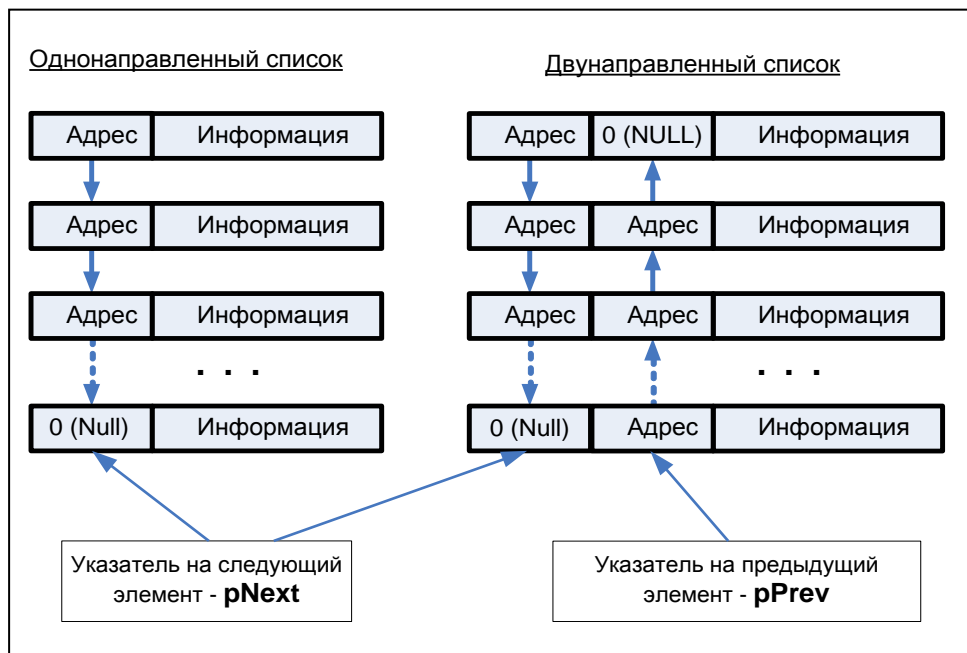 Однонаправленный список
Двунаправленный список
Адрес Информация
Адрес 0 (NULL) Информация
Адрес Информация
Адрес Адрес Информация
Адрес Информация
Адрес Адрес Информация
. . .
. . .
0 (Null) Информация
0 (Null) Адрес Информация
Указатель на следующий
элемент - pNext
Указатель на предыдущий
элемент - pPrev